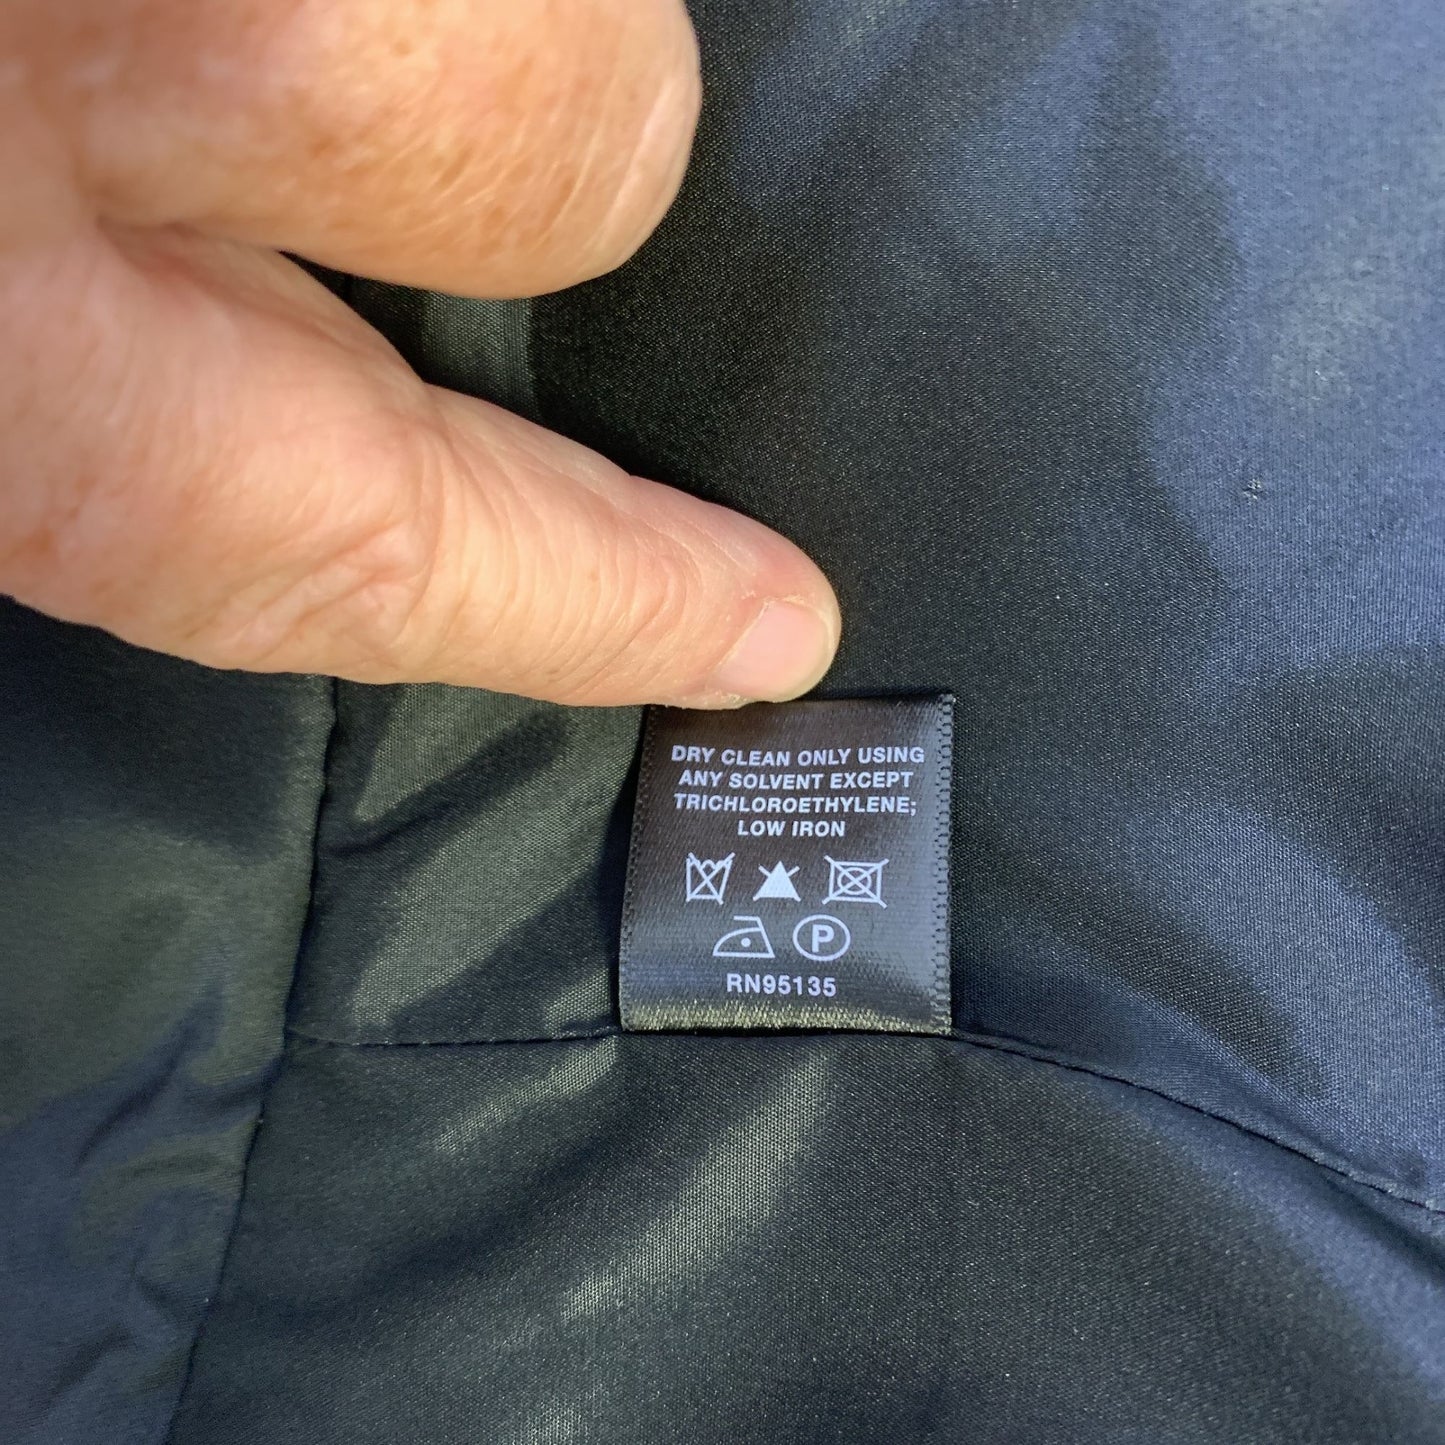 DRY CLEAN ONLY USING
ANY SOLVENT EXCEPT
TRICHLOROETHYLENE;
LOW IRON
P
RN95135